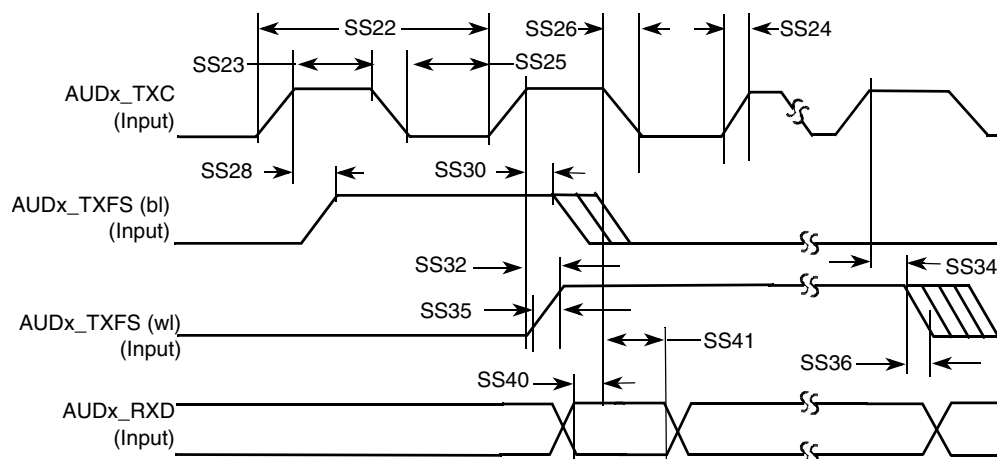 SS22
SS26
SS24
SS23
SS25
AUDx_TXC
(Input)
SS28
SS30
AUDx_TXFS (bl)
(Input)
SS32
SS34
SS35
AUDx_TXFS (wl)
(Input)
SS41
SS36
SS40
AUDx_RXD
(Input)